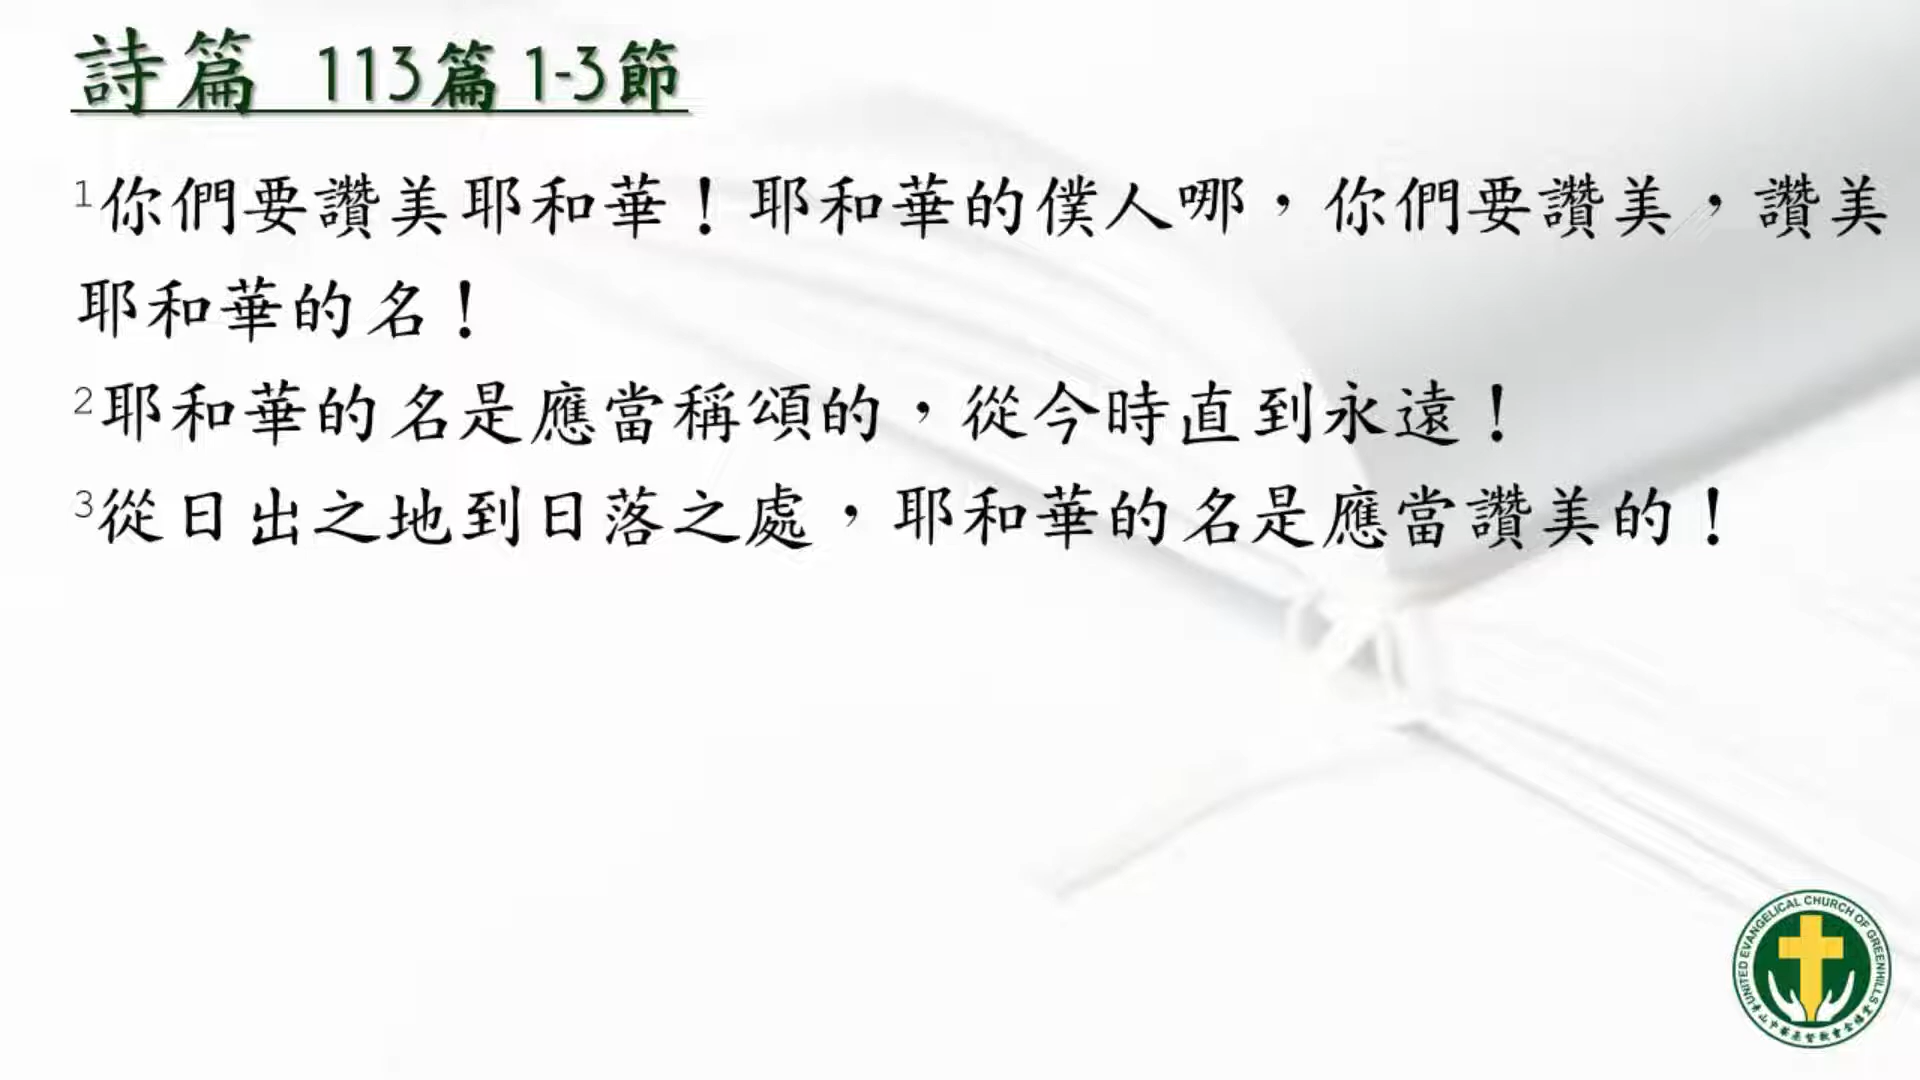 詩篇 113篇 1-3節
1你們要讚美耶和華！耶和華的僕人哪，你們要讚美，讚美
耶和華的名！
2耶和華的名是應當稱頌的，從今時直到永遠！
3從日出之地到日落之處，耶和華的名是應當讚美的！
UNITED EVANGELICAL CHURCH OF GREENHILLS